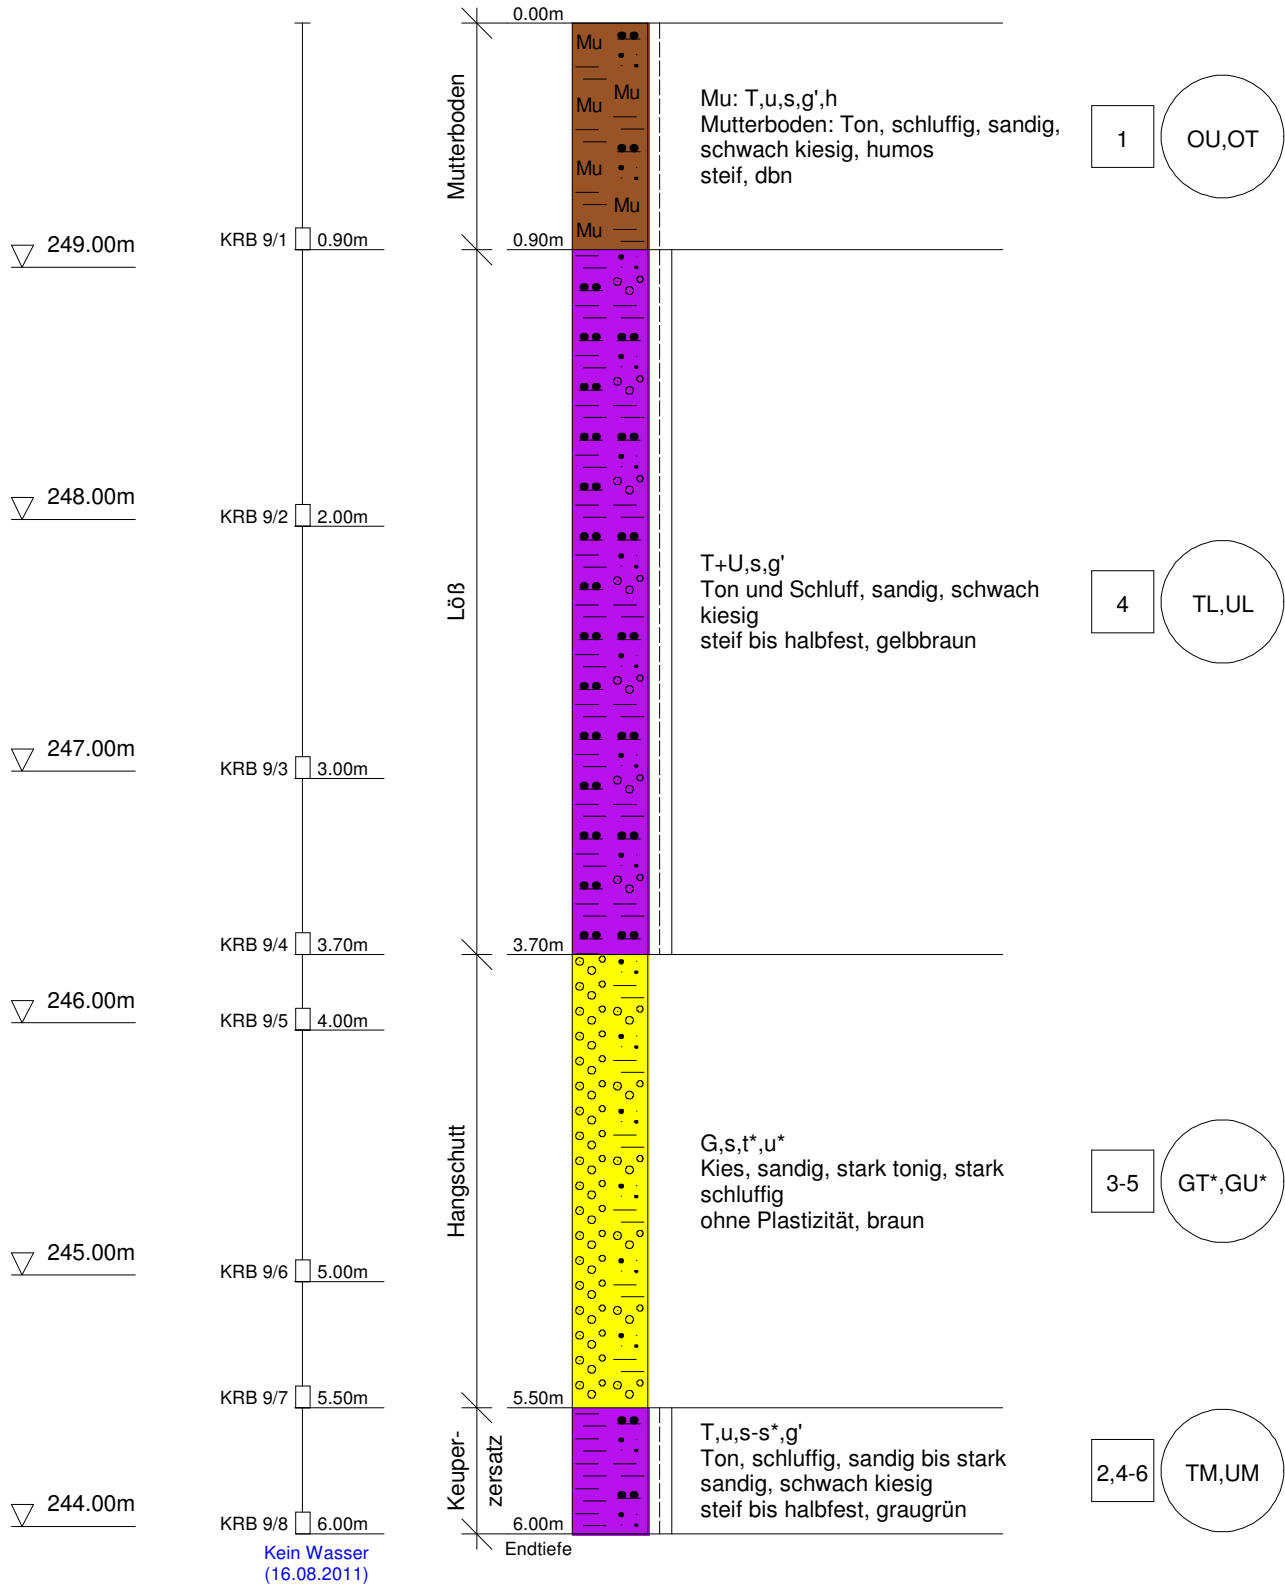 0.00m
Mu
Mutterboden
Mu: T,u,s,g',h
Mutterboden: Ton, schluffig, sandig,
schwach kiesig, humos
steif, dbn
1
OU,OT
Mu
Mu
Mu
Mu
Mu
249.00m
KRB 9/1
0.90m
0.90m
248.00m
KRB 9/2
2.00m
Löß
T+U,s,g'
Ton und Schluff, sandig, schwach
kiesig
steif bis halbfest, gelbbraun
4
TL,UL
247.00m
KRB 9/3
3.00m
KRB 9/4
3.70m
3.70m
246.00m
KRB 9/5
4.00m
Hangschutt
G,s,t*,u*
Kies, sandig, stark tonig, stark
schluffig
ohne Plastizität, braun
3-5
GT*,GU*
245.00m
KRB 9/6
5.00m
KRB 9/7
5.50m
5.50m
Keuper-
zersatz
T,u,s-s*,g'
Ton, schluffig, sandig bis stark
sandig, schwach kiesig
steif bis halbfest, graugrün
2,4-6
TM,UM
244.00m
KRB 9/8
6.00m
6.00m
Endtiefe
Kein Wasser
(16.08.2011)